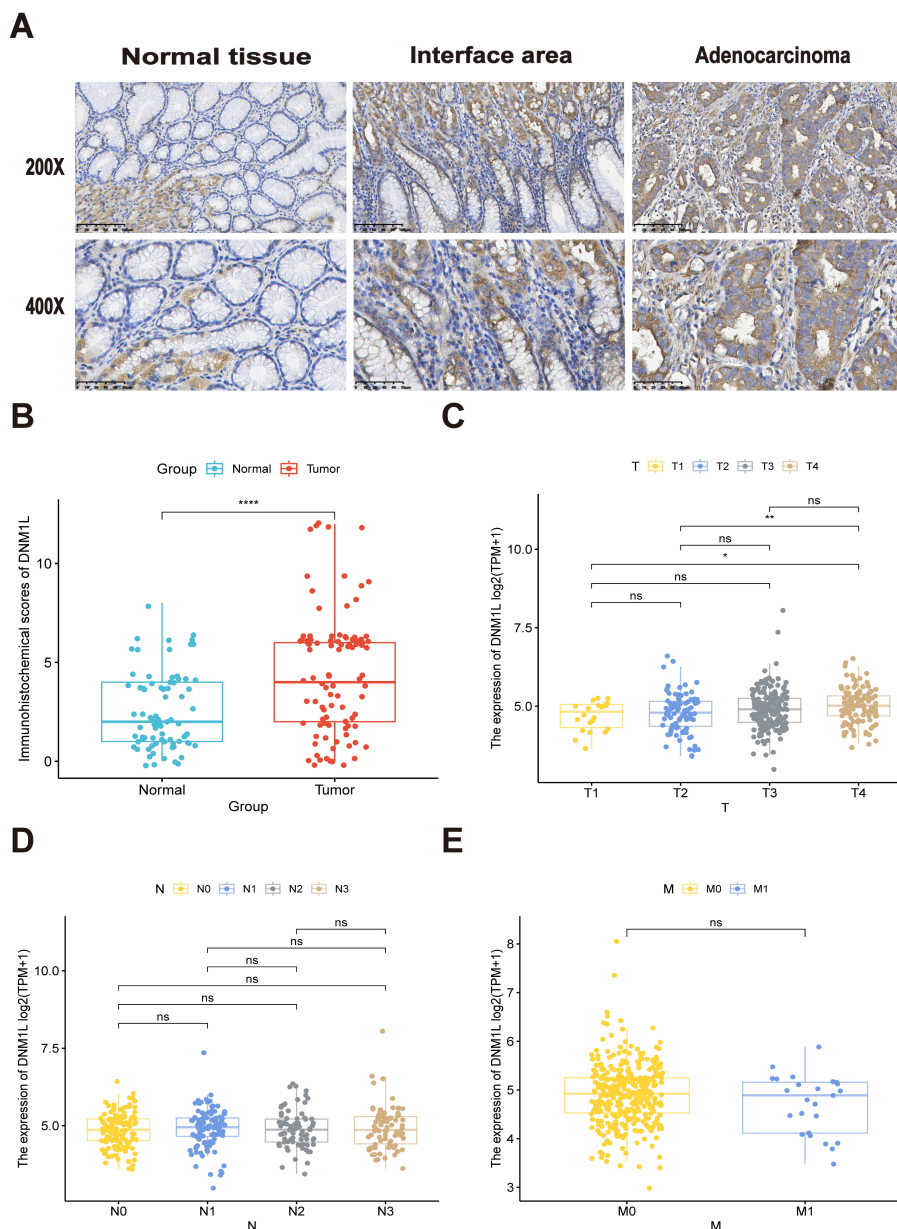 A
Normal tissue
Interface area
Adenocarcinoma
200X
400X
B
Group Normal Tumor
****
Immunohistochemical scores of DNM1L
10
5
0
Normal Tumor
Group
C
T T1 T2 T3 T4
ns
**
ns
*
ns
ns
The expression of DNM1L log2(TPM+1)
10.0
7.5
5.0
T1 T2 T3 T4
T
D
N N0 N1 N2 N3
ns
ns
ns
ns
ns
ns
The expression of DNM1L log2(TPM+1)
10.0
7.5
5.0
N0 N1 N2 N3
N
E
M M0 M1
ns
The expression of DNM1L log2(TPM+1)
8
7
6
5
4
3
M0 M1
M